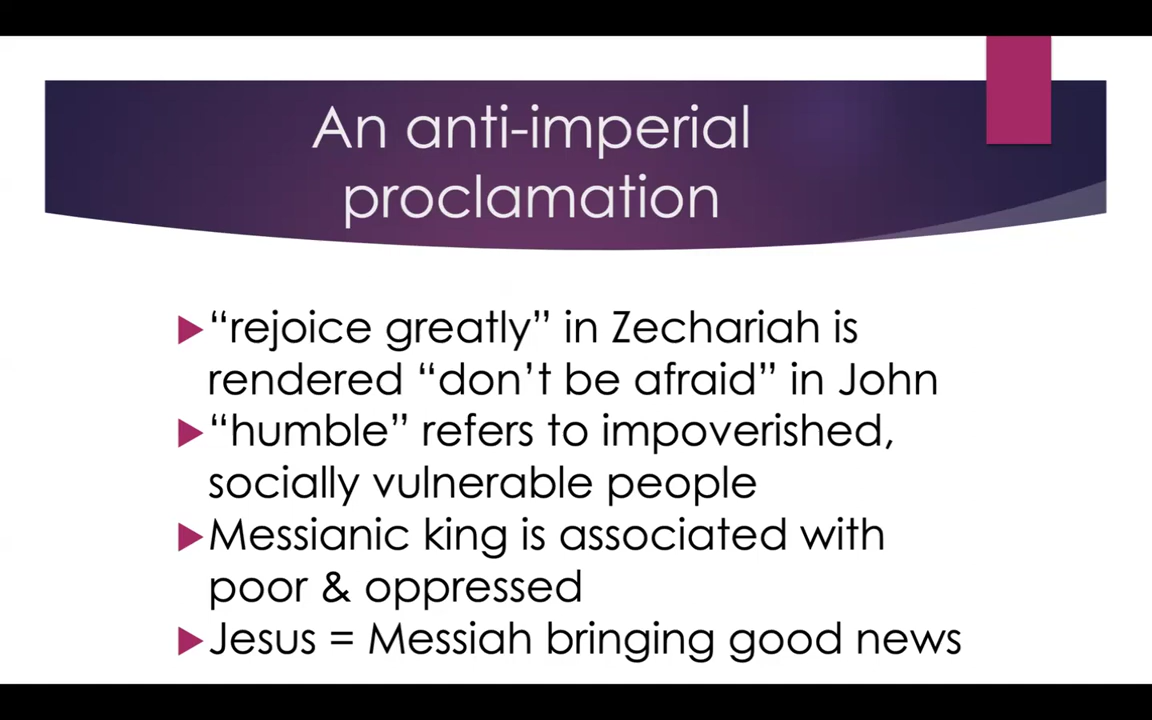 An anti-imperial
proclamation
“rejoice greatly” in Zechariah is
rendered “don’t be afraid” in John
“humble” refers to impoverished,
socially vulnerable people
Messianic king is associated with
poor & oppressed
Jesus = Messiah bringing good news